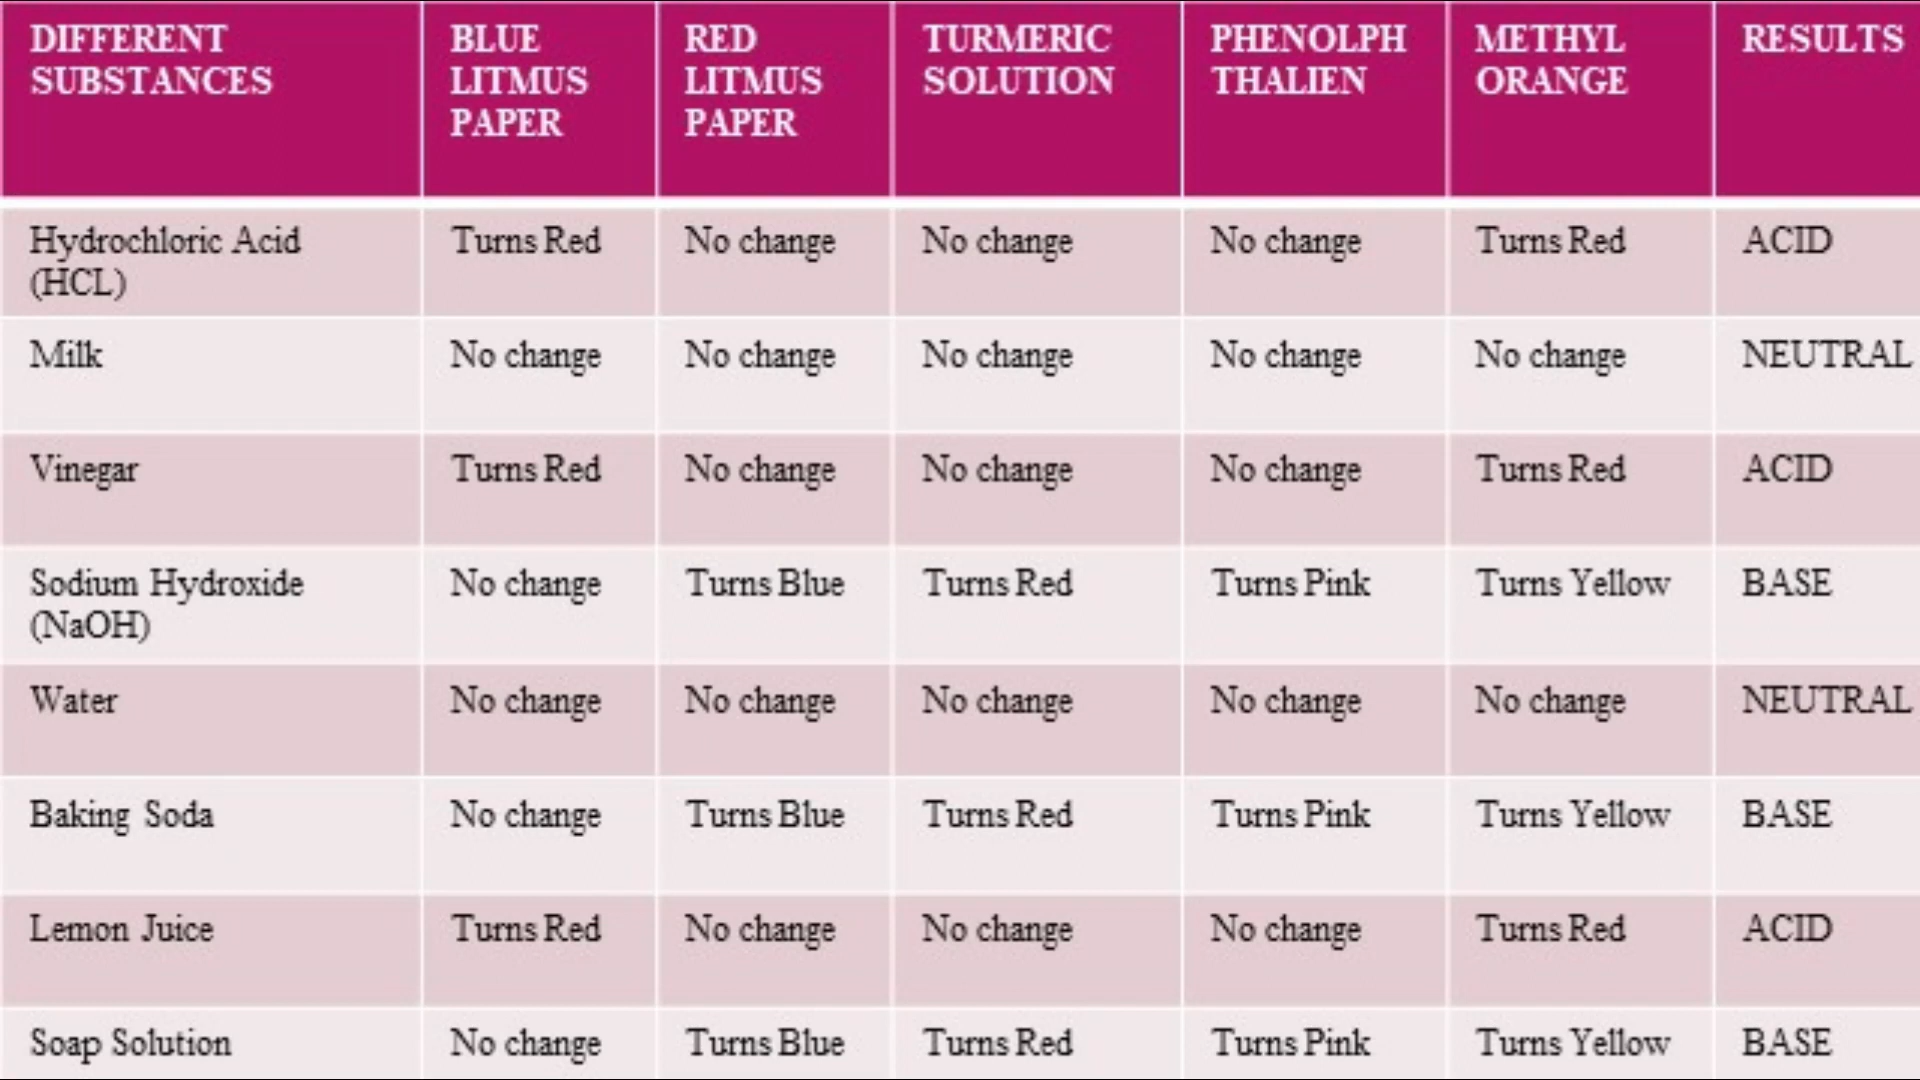 DIFFERENT SUBSTANCES BLUE LITMUS PAPER RED LITMUS PAPER TURMERIC SOLUTION PHENOLPH THALIEN METHYL ORANGE RESULTS
Hydrochloric Acid (HCL) Turns Red No change No change No change Turns Red ACID
Milk No change No change No change No change No change NEUTRAL
Vinegar Turns Red No change No change No change Turns Red ACID
Sodium Hydroxide (NaOH) No change Turns Blue Turns Red Turns Pink Turns Yellow BASE
Water No change No change No change No change No change NEUTRAL
Baking Soda No change Turns Blue Turns Red Turns Pink Turns Yellow BASE
Lemon Juice Turns Red No change No change No change Turns Red ACID
Soap Solution No change Turns Blue Turns Red Turns Pink Turns Yellow BASE